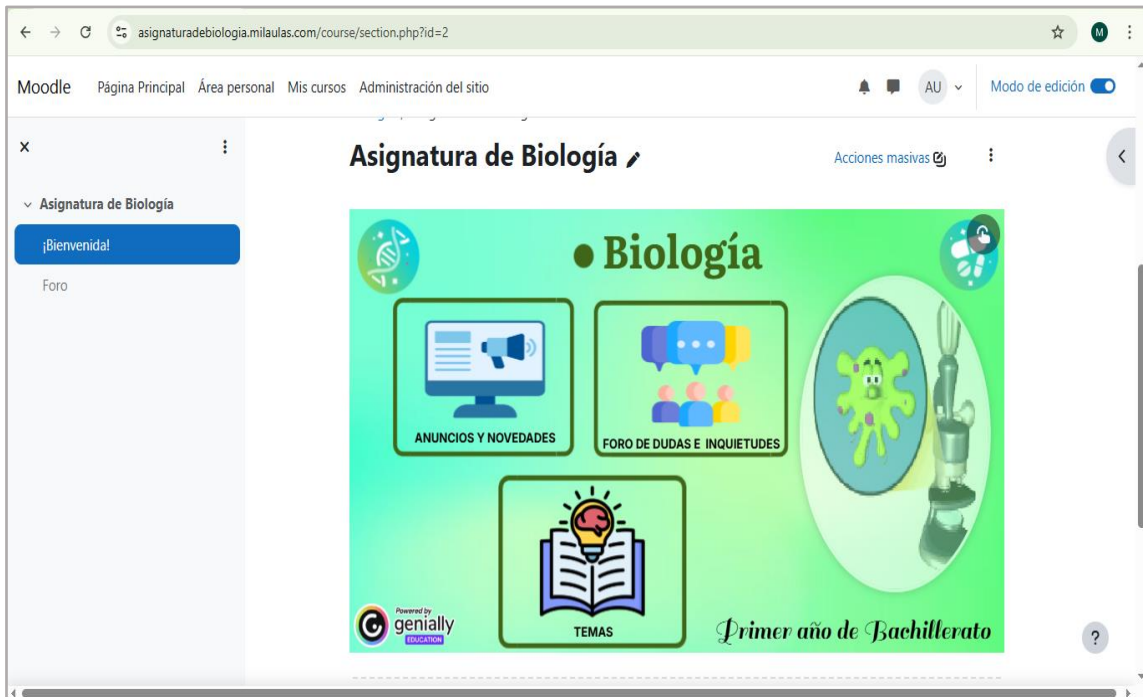 asignaturadebiologia.milaulas.com/course/section.php?id=2
M
Moodle
Página Principal
Área personal
Mis cursos
Administración del sitio
AU
Modo de edición
Asignatura de Biología
Acciones masivas
Asignatura de Biología
¡Bienvenida!
Foro
• Biología
ANUNCIOS Y NOVEDADES
FORO DE DUDAS E INQUIETUDES
TEMAS
Powered by
genially
EDUCATION
Primer año de Bachillerato
?